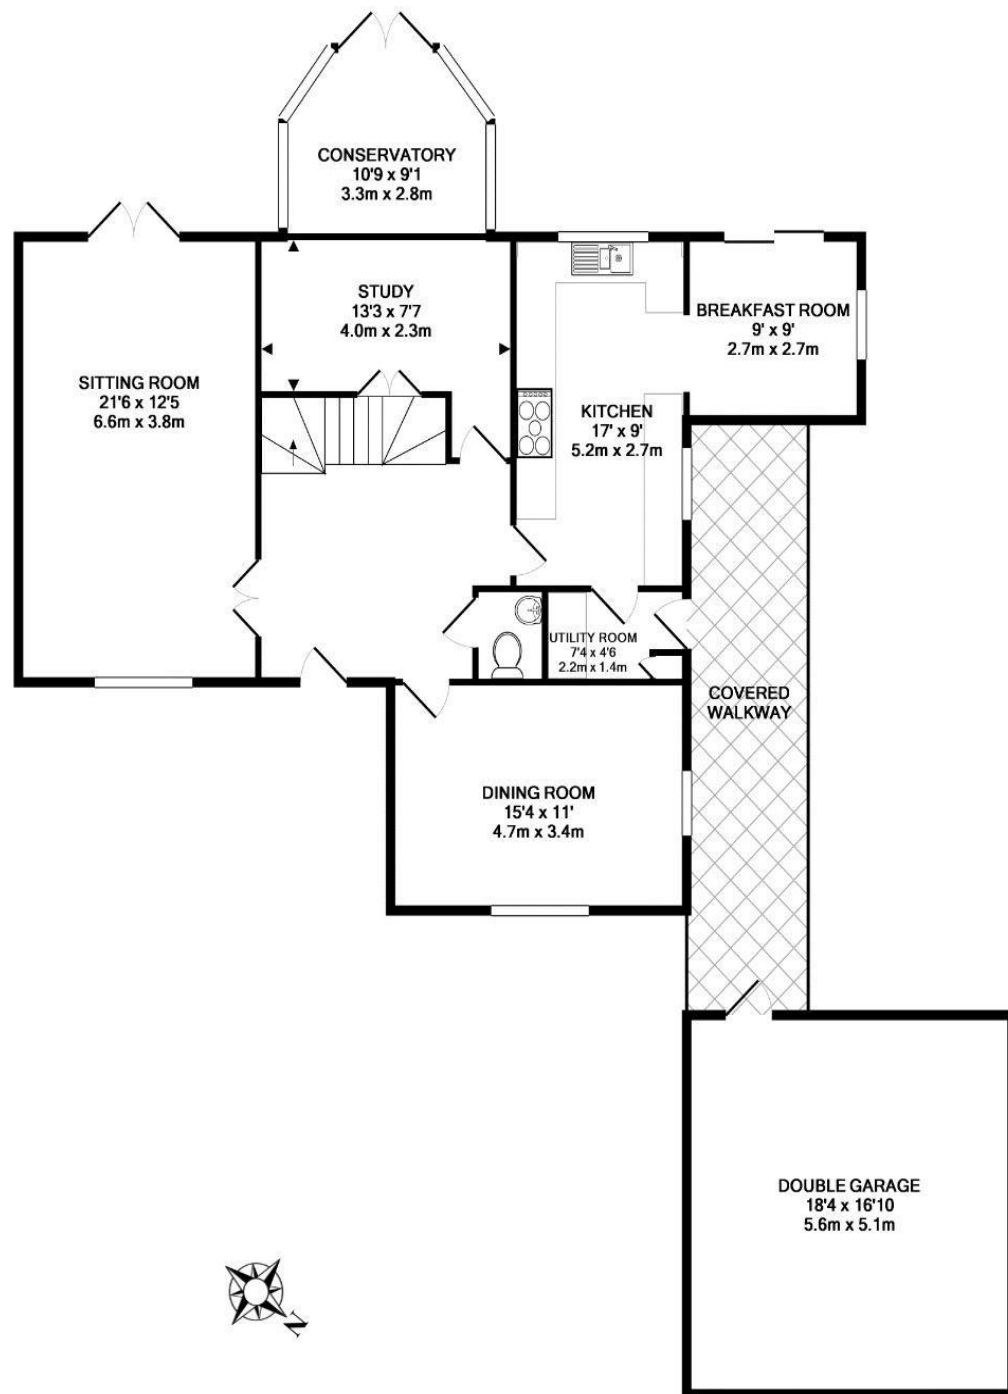 CONSERVATORY
10'9 x 9'1
3.3m x 2.8m
STUDY
13'3 x 7'7
4.0m x 2.3m
BREAKFAST ROOM
9' x 9'
2.7m x 2.7m
SITTING ROOM
21'6 x 12'5
6.6m x 3.8m
KITCHEN
17' x 9'
5.2m x 2.7m
UTILITY ROOM
7'4 x 4'6
2.2m x 1.4m
COVERED
WALKWAY
DINING ROOM
15'4 x 11'
4.7m x 3.4m
DOUBLE GARAGE
18'4 x 16'10
5.6m x 5.1m
N